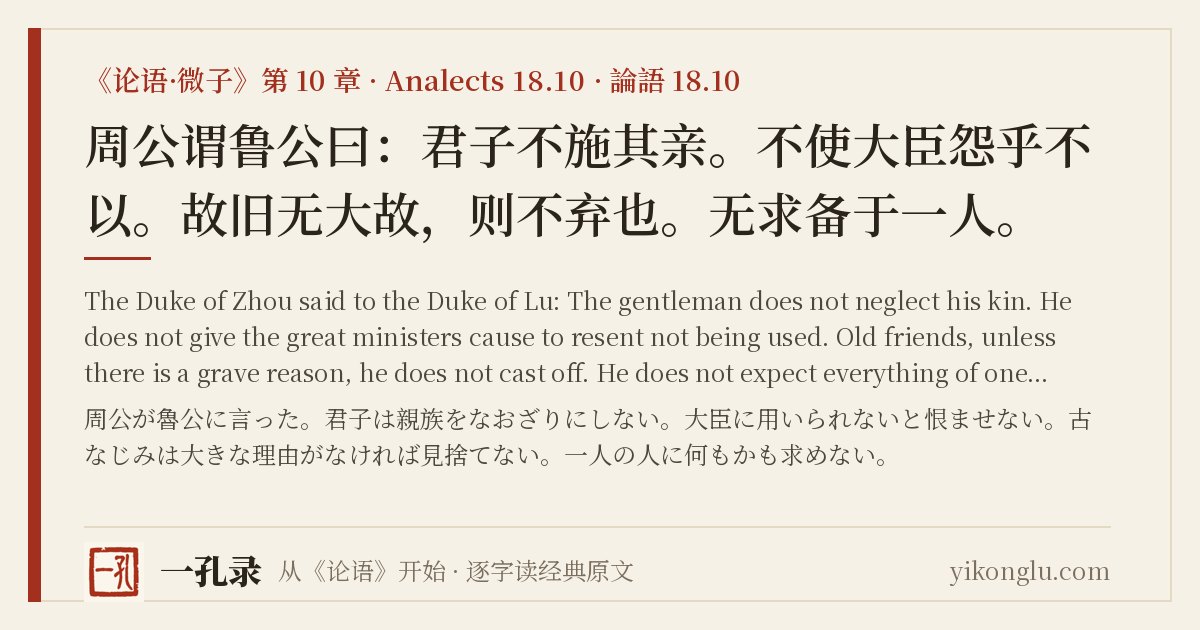 《论语·微子》第 10 章 · Analects 18.10 · 論語 18.10
周公谓鲁公曰：君子不施其亲。不使大臣怨乎不
以。故旧无大故，则不弃也。无求备于一人。
The Duke of Zhou said to the Duke of Lu: The gentleman does not neglect his kin. He
does not give the great ministers cause to resent not being used. Old friends, unless
there is a grave reason, he does not cast off. He does not expect everything of one...
周公が魯公に言った。君子は親族をなおざりにしない。大臣に用いられないと恨ませない。古
なじみは大きな理由がなければ見捨てない。一人の人に何もかも求めない。
一孔
一孔录 从《论语》开始 · 逐字读经典原文 yikonglu.com